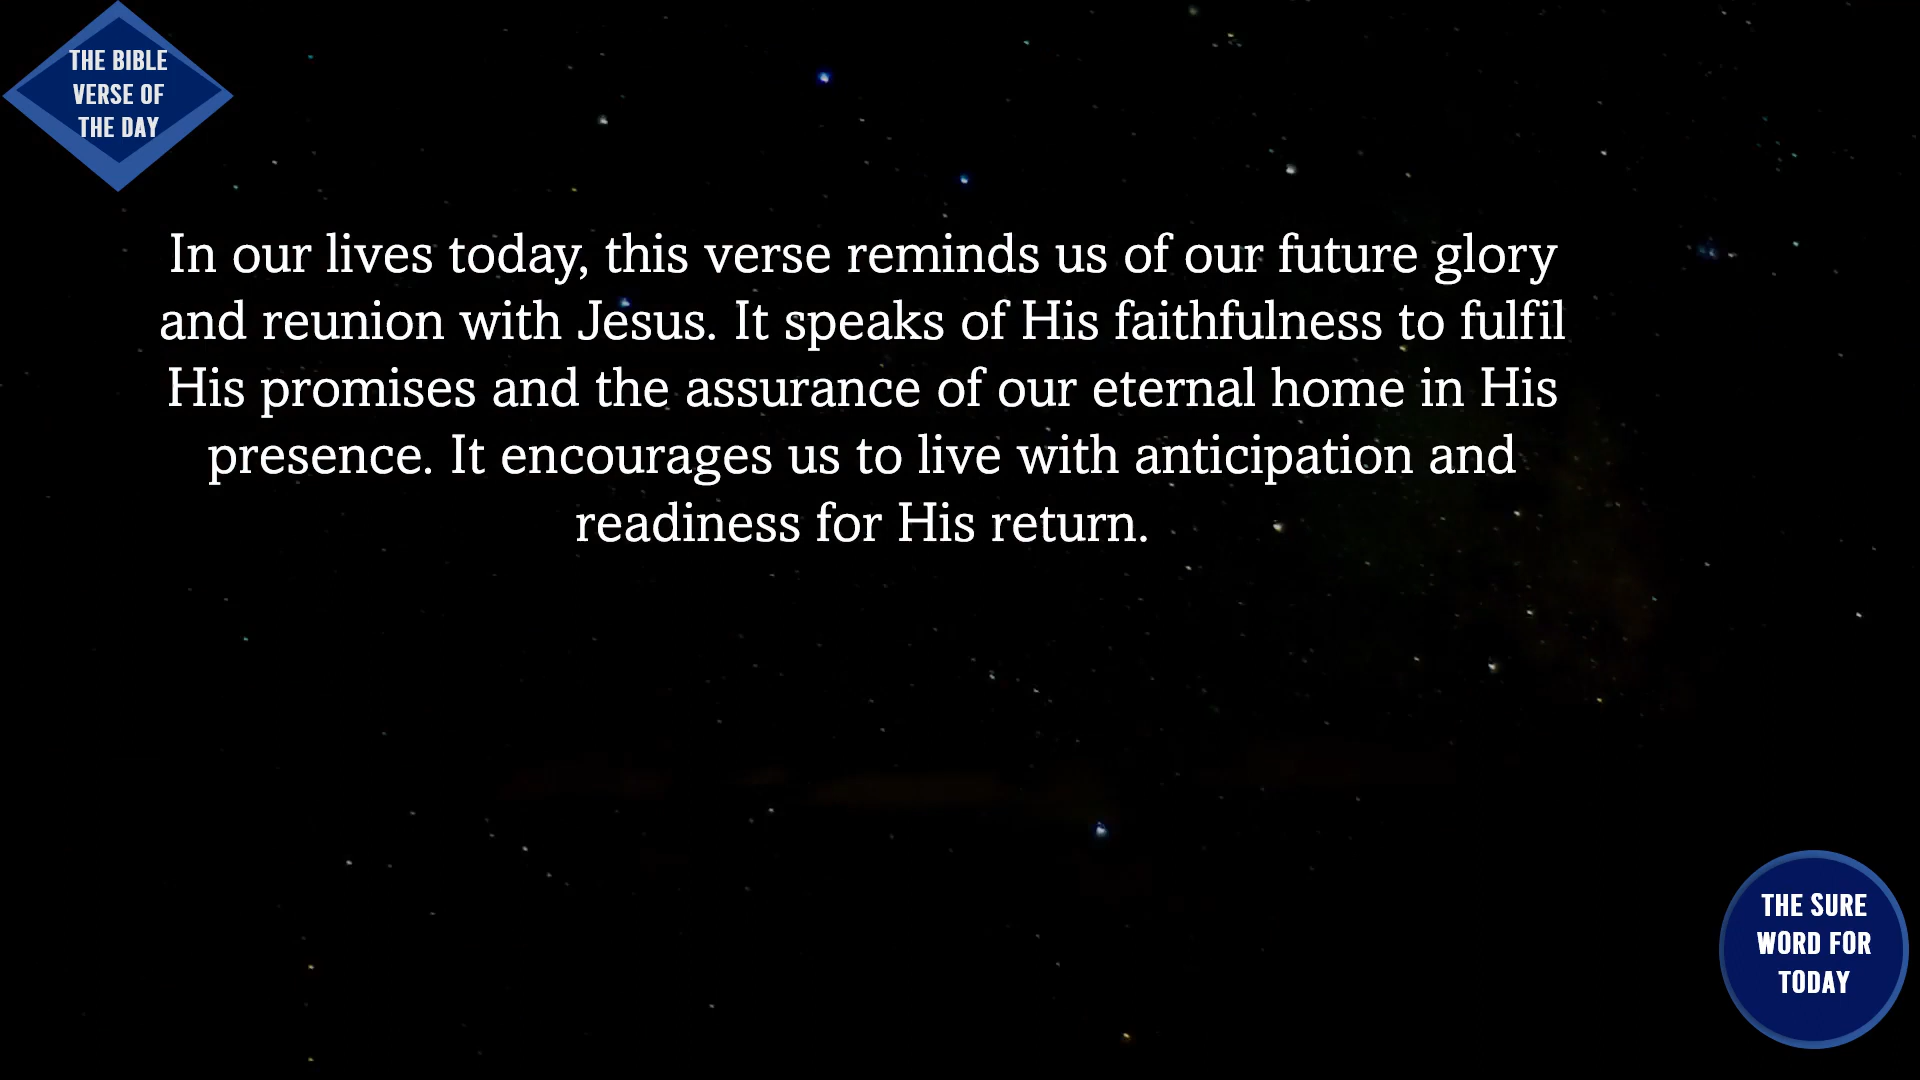 THE BIBLE
VERSE OF
THE DAY
In our lives today, this verse reminds us of our future glory
and reunion with Jesus. It speaks of His faithfulness to fulfil
His promises and the assurance of our eternal home in His
presence. It encourages us to live with anticipation and
readiness for His return.
THE SURE
WORD FOR
TODAY